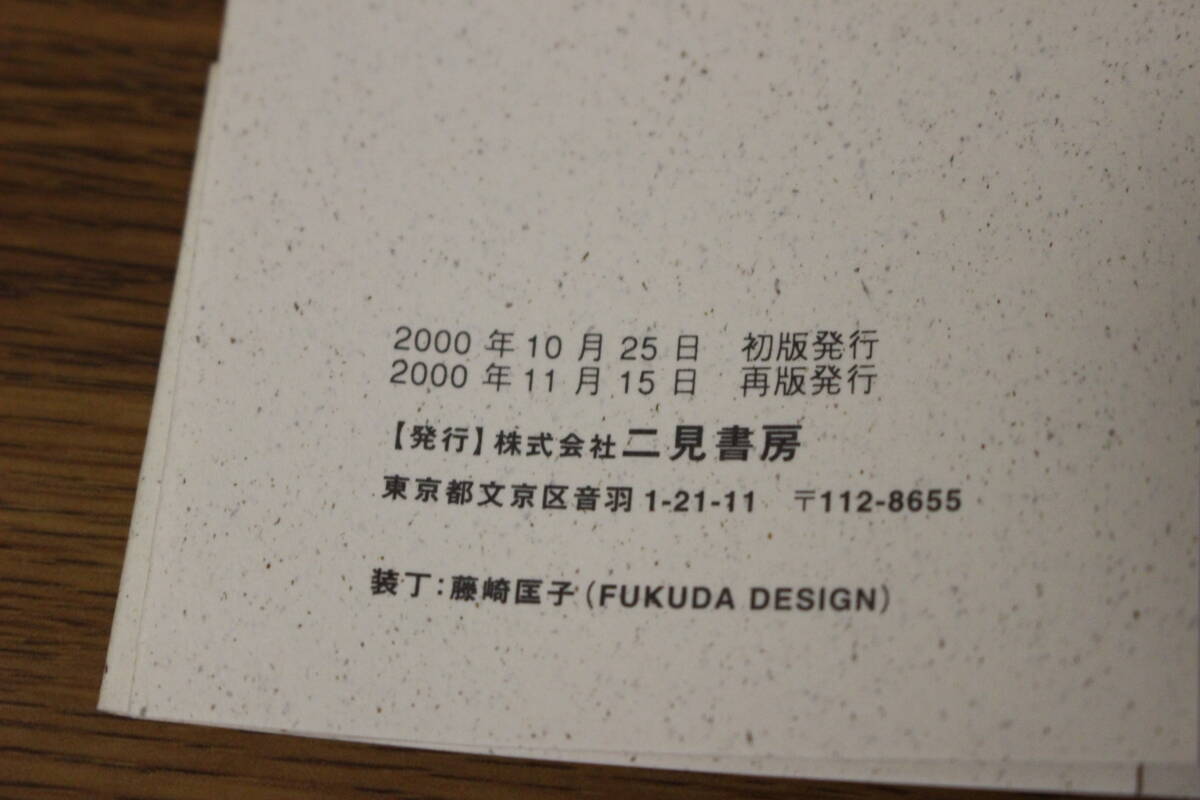 2000 年 10 月 25 日　初版発行
2000 年 11 月 15 日　再版発行
【発行】株式会社 二見書房
東京都文京区音羽 1-21-11　〒112-8655
装丁：藤崎匡子（FUKUDA DESIGN）